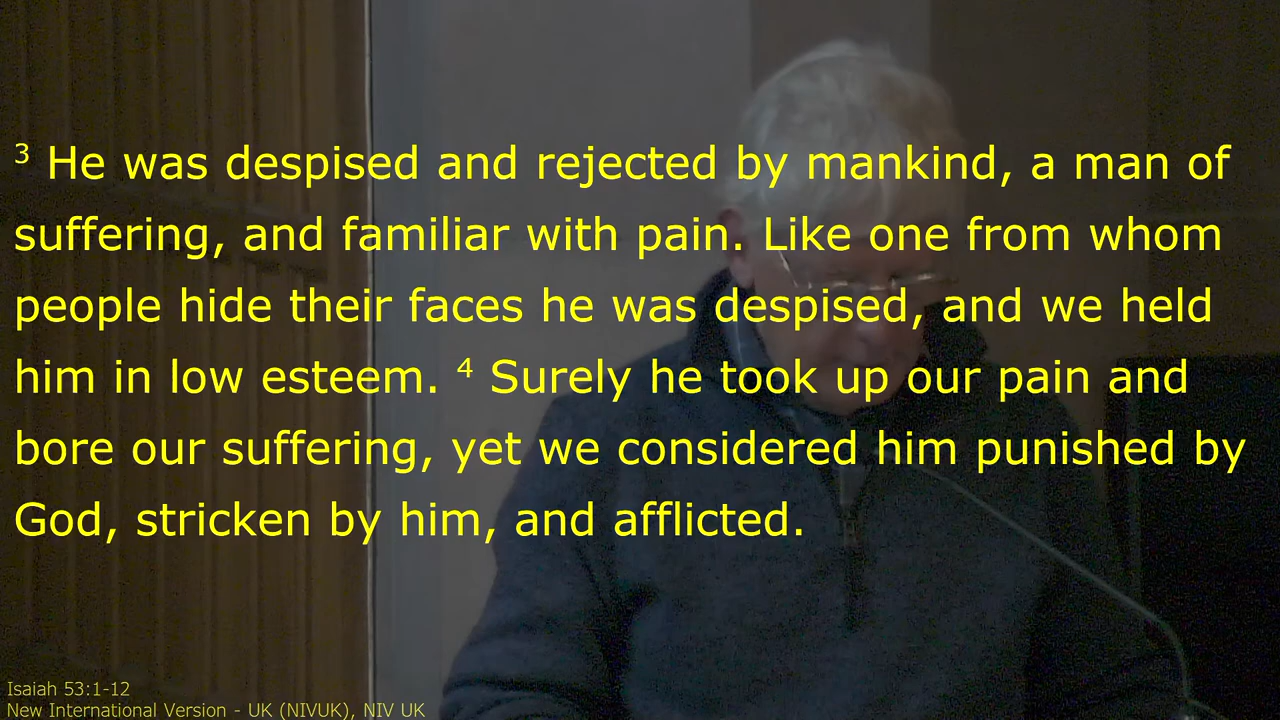 3 He was despised and rejected by mankind, a man of
suffering, and familiar with pain. Like one from whom
people hide their faces he was despised, and we held
him in low esteem. 4 Surely he took up our pain and
bore our suffering, yet we considered him punished by
God, stricken by him, and afflicted.
Isaiah 53:1-12
New International Version - UK (NIVUK), NIV UK